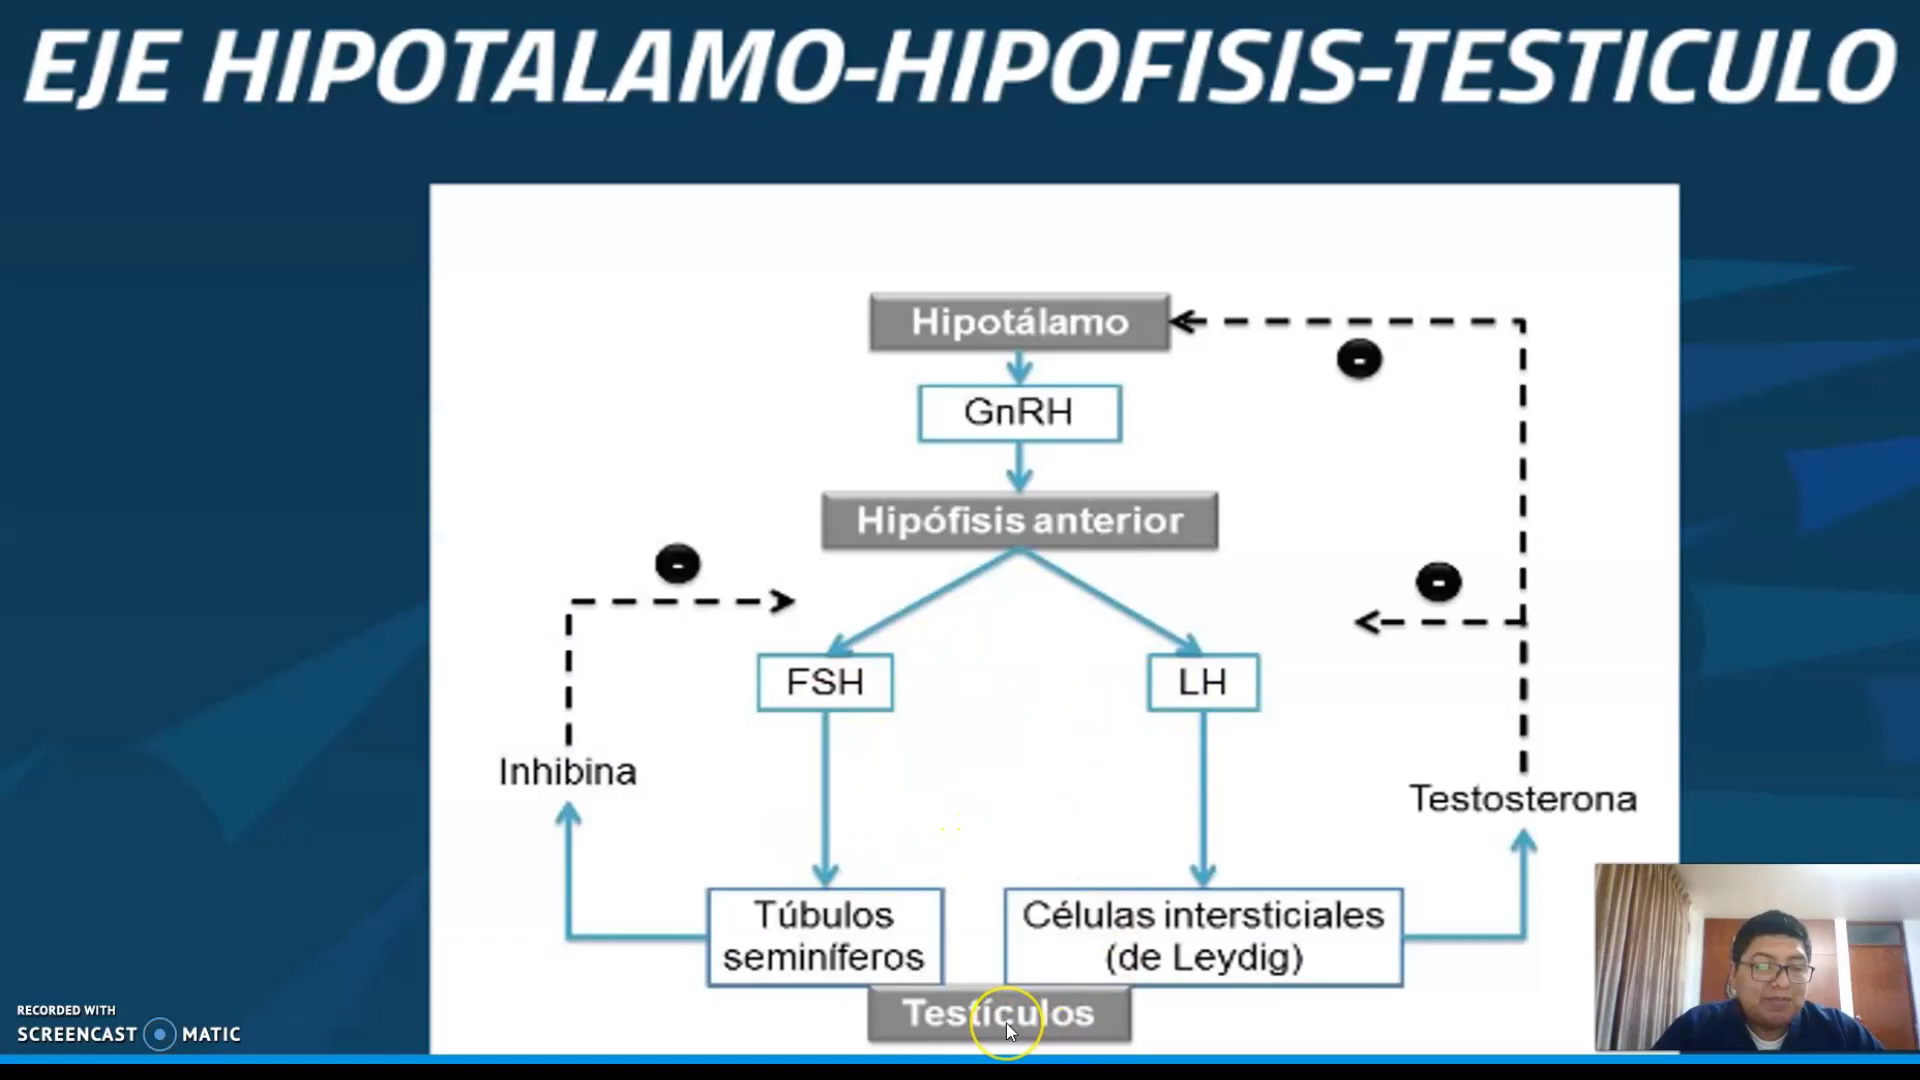 EJE HIPOTALAMO-HIPOFISIS-TESTICULO
Hipotálamo
-
GnRH
Hipófisis anterior
-
-
FSH
LH
Inhibina
Testosterona
Túbulos
seminíferos
Células intersticiales
(de Leydig)
Testículos
RECORDED WITH
SCREENCAST MATIC